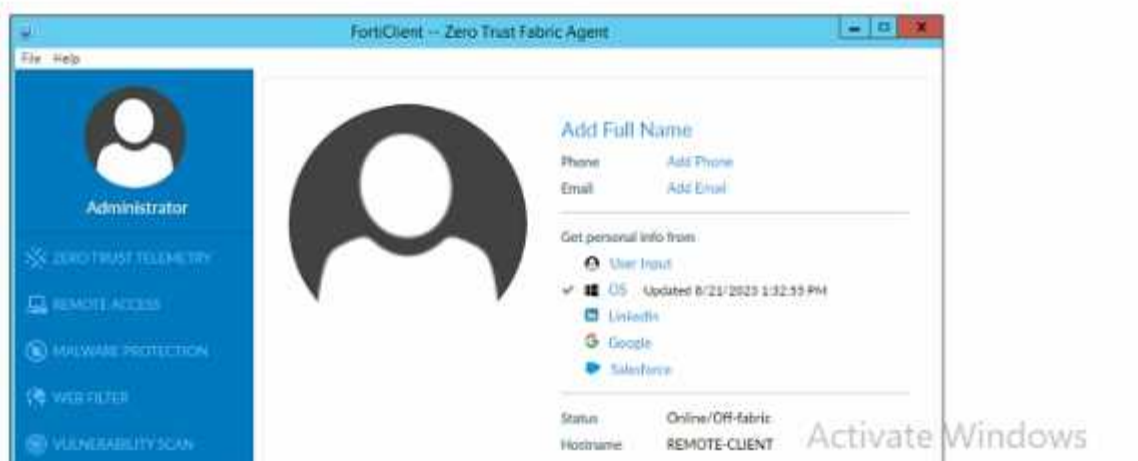 FortiClient -- Zero Trust Fabric Agent
File Help
Administrator
ZERO TRUST TELEMETRY
REMOTE ACCESS
MALWARE PROTECTION
WEB FILTER
VULNERABILITY SCAN
Add Full Name
Phone Add Phone
Email Add Email
Get personal info from
User Input
OS Updated 8/21/2023 1:32:55 PM
LinkedIn
Google
Salesforce
Status Online/Off-fabric
Hostname REMOTE-CLIENT
Activate Windows